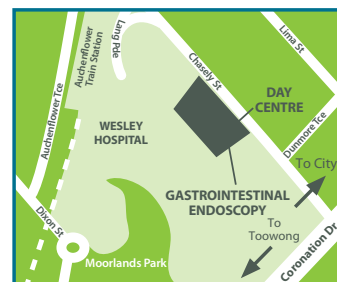 Auchenflower
Train Station
Lang Pde
Chasely St
Lima St
Auchenflower Tce
DAY
CENTRE
WESLEY
HOSPITAL
Dunmore Tce
To City
GASTROINTESTINAL
ENDOSCOPY
To
Toowong
Dixon St
Moorlands Park
Coronation Dr